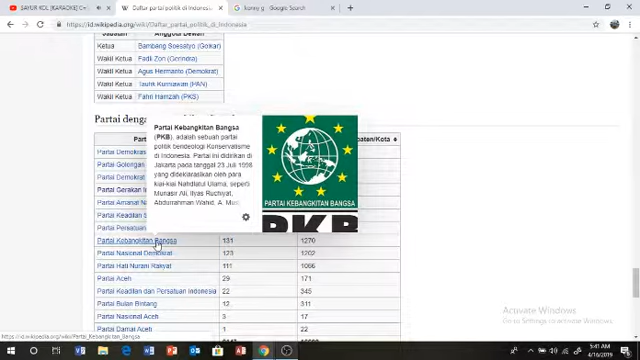 SAYUR KOL [KARAOKE]
Daftar partai politik di Indonesia
kenny g - Google Search
https://id.wikipedia.org/wiki/Daftar_partai_politik_di_Indonesia
Jabatan Anggota Dewan
Ketua Bambang Soesatyo (Golkar)
Wakil Ketua Fadli Zon (Gerindra)
Wakil Ketua Agus Hermanto (Demokrat)
Wakil Ketua Taufik Kurniawan (PAN)
Wakil Ketua Fahri Hamzah (PKS)
Partai deng
Partai Kebangkitan Bangsa
(PKB), adalah sebuah partai
politik berideologi Konservatisme
di Indonesia. Partai ini didirikan di
Jakarta pada tanggal 23 Juli 1998
yang dideklarasikan oleh para
kiai-kiai Nahdlatul Ulama, seperti
Munasir Ali, Ilyas Ruchiyat,
Abdurrahman Wahid, A. Mus
PARTAI KEBANGKITAN BANGSA
PKB
Part
paten/Kota
Partai Demokra
Partai Golongan
Partai Demokra
Partai Gerakan I
Partai Amanat N
Partai Keadilan S
Partai Persatuan
Partai Kebangkitan Bangsa 131 1270
Partai Nasional Demokrat 123 1202
Partai Hati Nurani Rakyat 111 1066
Partai Aceh 29 171
Partai Keadilan dan Persatuan Indonesia 22 345
Partai Bulan Bintang 12 311
Partai Nasional Aceh 3 17
Partai Damai Aceh 1 22
Activate Windows
Go to Settings to activate Windows.
https://id.wikipedia.org/wiki/Partai_Kebangkitan_Bangsa
5:41 AM
4/16/2019